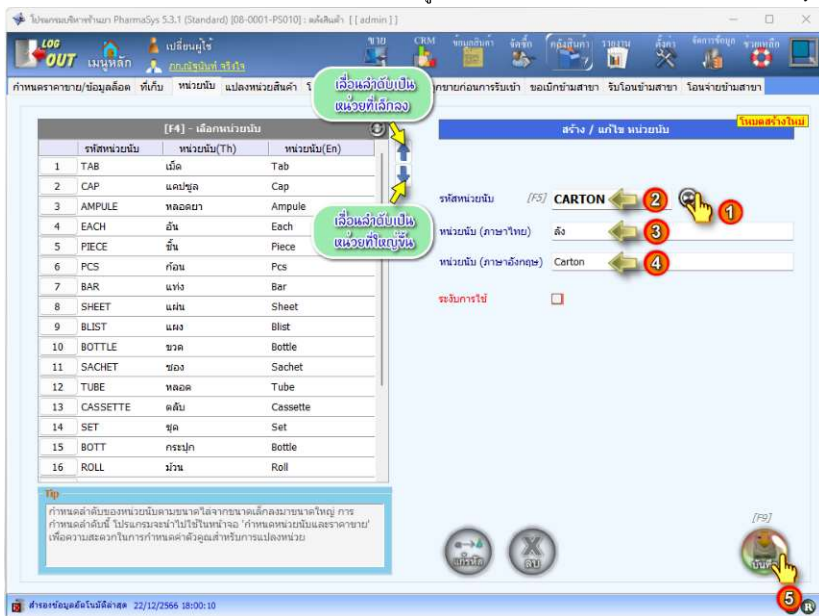 โปรแกรมบริหารร้านยา PharmaSys 5.3.1 (Standard) [08-0001-PS010] : คลังสินค้า [ [ admin ] ]
LOG OUT
เมนูหลัก
เปลี่ยนผู้ใช้
ขาย
CRM
ข้อมูลสินค้า
จัดซื้อ
คลังสินค้า
รายงาน
ตั้งค่า
จัดการข้อมูล
ช่วยเหลือ
กำหนดราคาขาย/ข้อมูลล็อต ที่เก็บ หน่วยนับ แปลงหน่วยสินค้า
กขายก่อนการรับเข้า ขอเบิกข้ามสาขา รับโอนข้ามสาขา โอนจ่ายข้ามสาขา
เลื่อนลำดับเป็น
หน่วยที่เล็กลง
[F4] - เลือกหน่วยนับ
รหัสหน่วยนับ หน่วยนับ(Th) หน่วยนับ(En)
1 TAB เม็ด Tab
2 CAP แคปซูล Cap
3 AMPULE หลอดยา Ampule
4 EACH อัน Each
5 PIECE ชิ้น Piece
6 PCS ก้อน Pcs
7 BAR แท่ง Bar
8 SHEET แผ่น Sheet
9 BLIST แผง Blist
10 BOTTLE ขวด Bottle
11 SACHET ซอง Sachet
12 TUBE หลอด Tube
13 CASSETTE ตลับ Cassette
14 SET ชุด Set
15 BOTT กระปุก Bottle
16 ROLL ม้วน Roll
เลื่อนลำดับเป็น
หน่วยที่ใหญ่ขึ้น
Tip
กำหนดลำดับของหน่วยนับตามขนาดไล่จากขนาดเล็กลงมาขนาดใหญ่ การ
กำหนดลำดับนี้ โปรแกรมจะนำไปใช้ในหน้าจอ 'กำหนดหน่วยนับและราคาขาย'
เพื่อความสะดวกในการกำหนดค่าตัวคูณสำหรับการแปลงหน่วย
สร้าง / แก้ไข หน่วยนับ
โหมดสร้างใหม่
รหัสหน่วยนับ [F5] CARTON 2 1
หน่วยนับ (ภาษาไทย) ลัง 3
หน่วยนับ (ภาษาอังกฤษ) Carton 4
ระงับการใช้
แก้รหัส
ลบ
[F9]
บันทึก
5
R
สำรองข้อมูลอัตโนมัติล่าสุด 22/12/2566 18:00:10